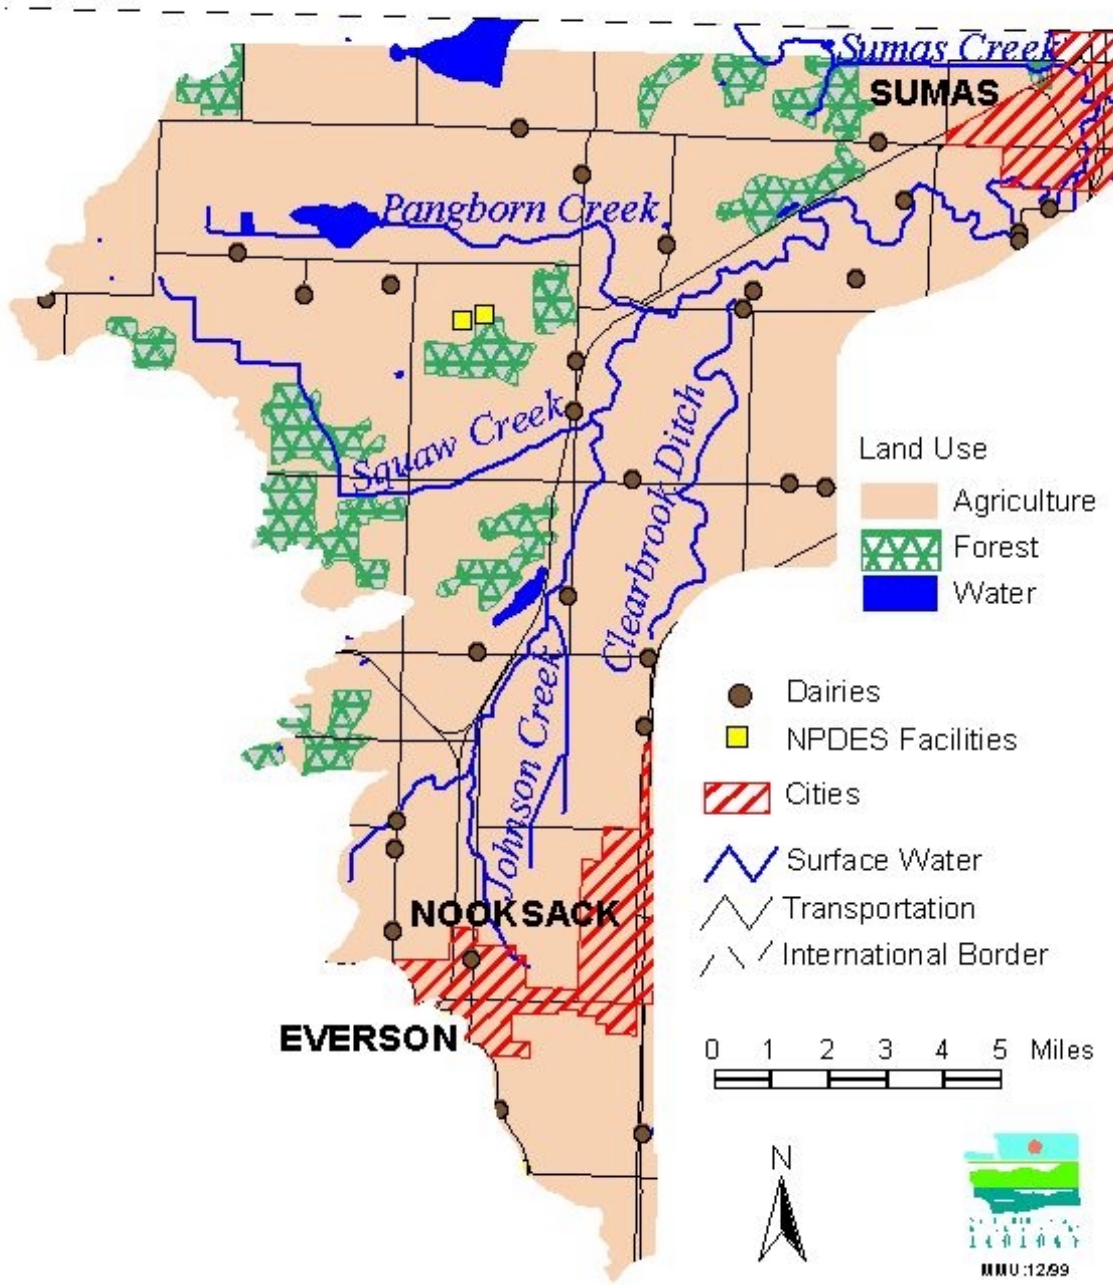 Sumas Creek
SUMAS
Pangborn Creek
Squaw Creek
Clearbrook Ditch
Johnson Creek
NOOKSACK
EVERSON
Land Use
Agriculture
Forest
Water
Dairies
NPDES Facilities
Cities
Surface Water
Transportation
International Border
0 1 2 3 4 5 Miles
N
MMU:12/99